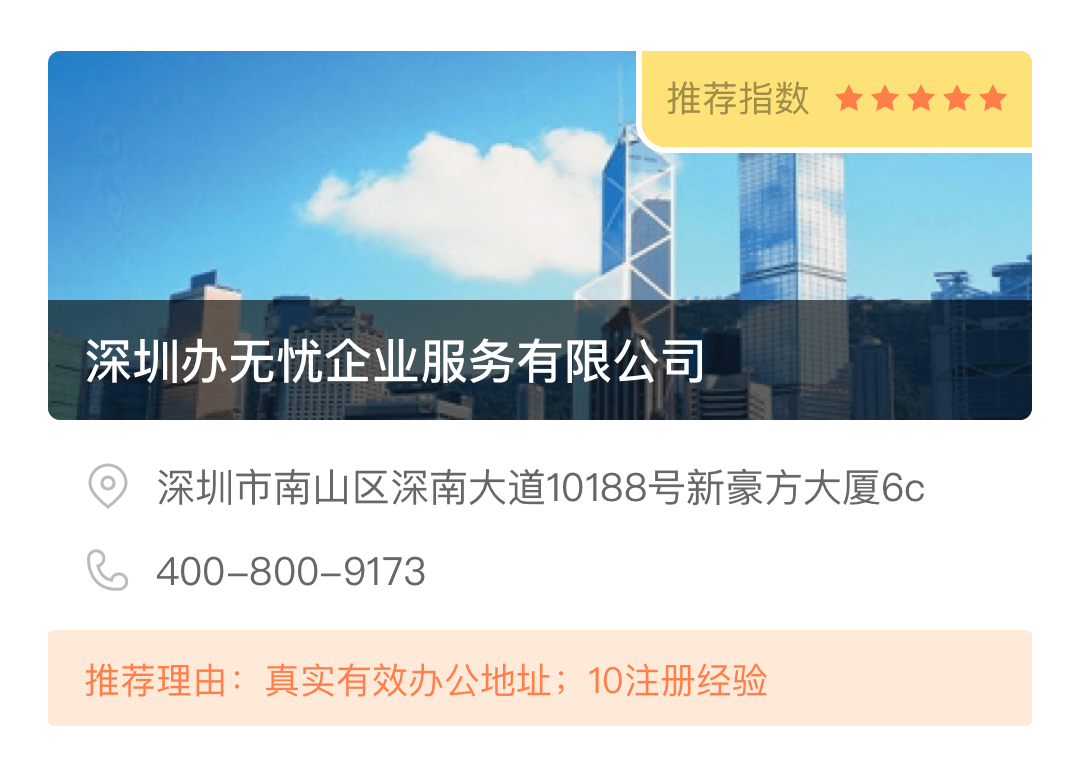 推荐指数
深圳办无忧企业服务有限公司
深圳市南山区深南大道10188号新豪方大厦6c
400-800-9173
推荐理由：真实有效办公地址；10注册经验